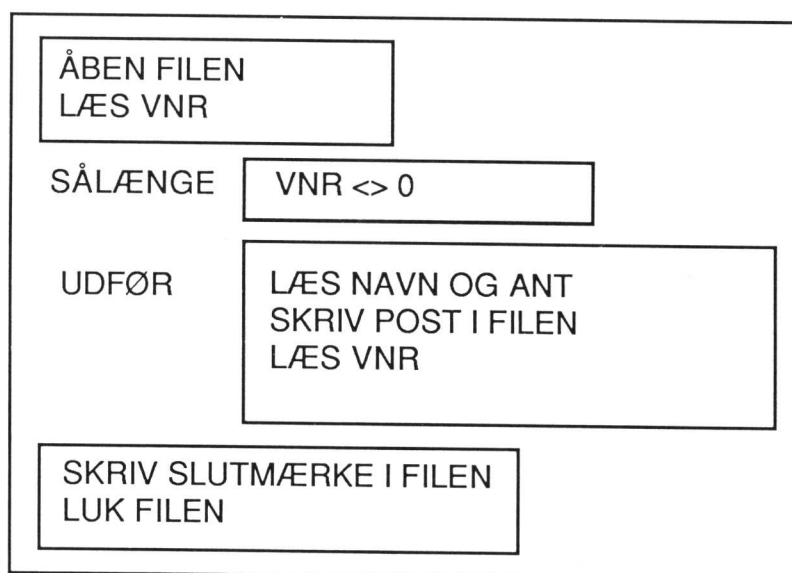 ÅBEN FILEN
LÆS VNR
SÅLÆNGE VNR <> 0
UDFØR LÆS NAVN OG ANT
SKRIV POST I FILEN
LÆS VNR
SKRIV SLUTMÆRKE I FILEN
LUK FILEN